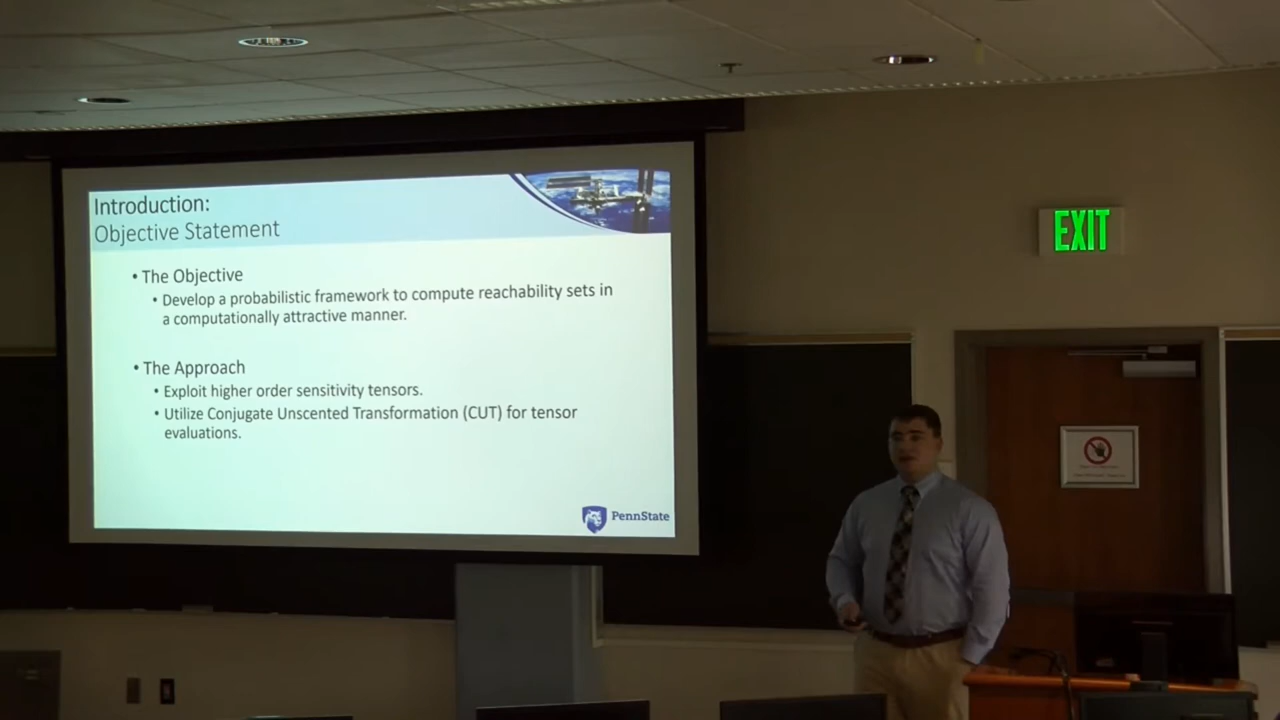 Introduction:
Objective Statement
• The Objective
• Develop a probabilistic framework to compute reachability sets in
a computationally attractive manner.
• The Approach
• Exploit higher order sensitivity tensors.
• Utilize Conjugate Unscented Transformation (CUT) for tensor
evaluations.
PennState
EXIT